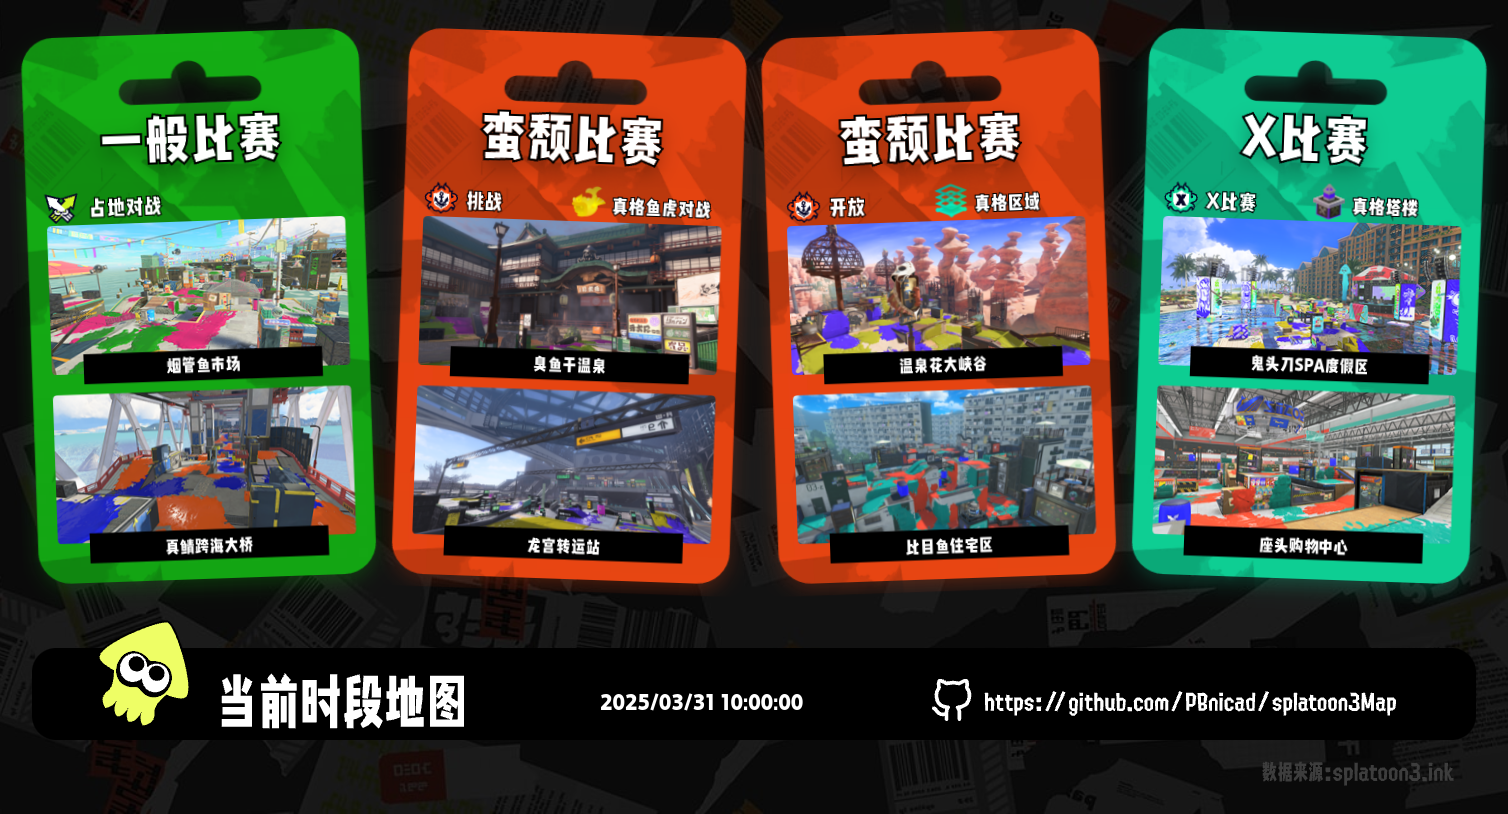 一般比赛
占地对战
烟管鱼市场
真鲭跨海大桥
蛮颓比赛
挑战
真格鱼虎对战
臭鱼干温泉
龙宫转运站
蛮颓比赛
开放
真格区域
温泉花大峡谷
比目鱼住宅区
X比赛
X比赛
真格塔楼
鬼头刀SPA度假区
座头购物中心
当前时段地图
2025/03/31 10:00:00
https://github.com/PBnicad/splatoon3Map
数据来源:splatoon3.ink